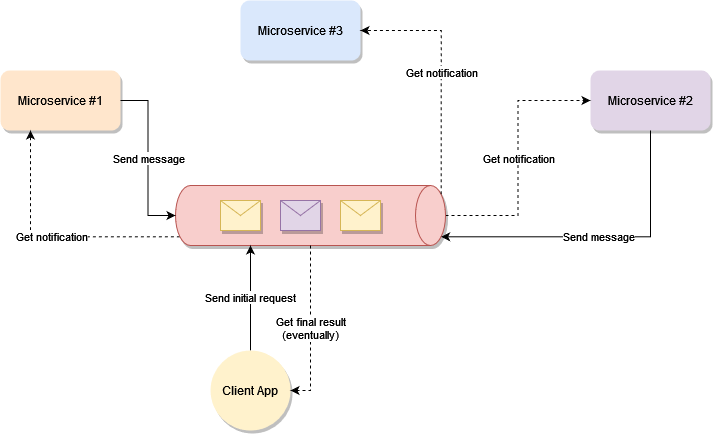 Microservice #3
Get notification
Microservice #1
Microservice #2
Send message
Get notification
Get notification
Send message
Send initial request
Get final result
(eventually)
Client App